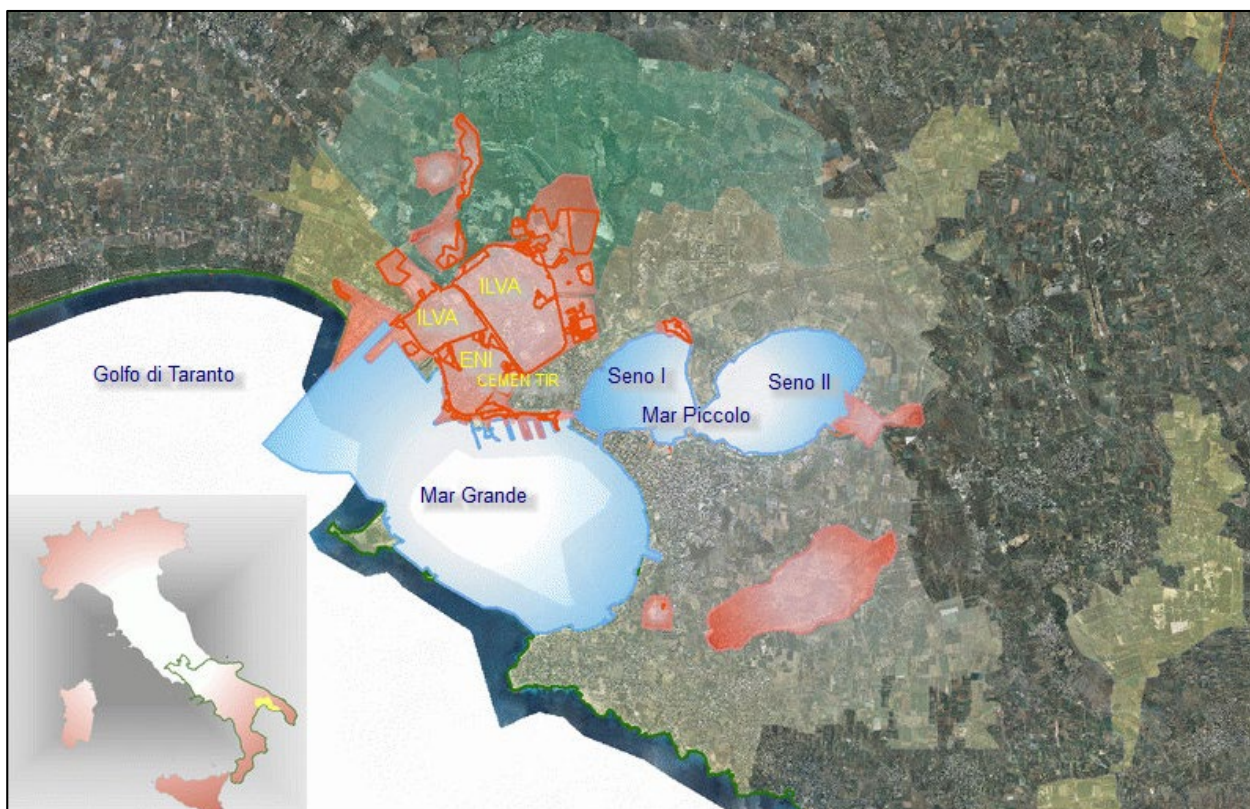 ILVA
ILVA
ENI
CEMEN TIR
Golfo di Taranto
Seno I
Seno II
Mar Piccolo
Mar Grande